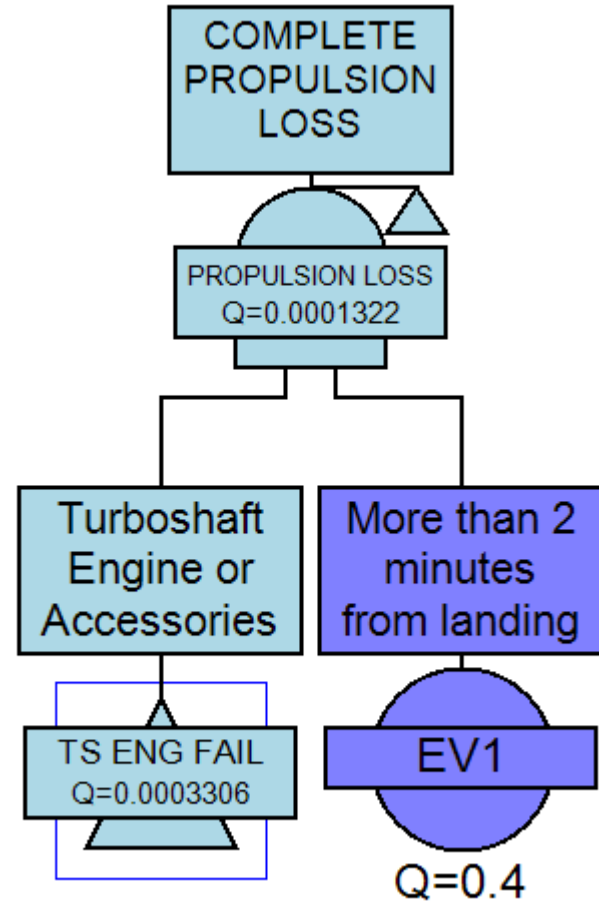 COMPLETE
PROPULSION
LOSS
PROPULSION LOSS
Q=0.0001322
Turboshaft
Engine or
Accessories
More than 2
minutes
from landing
TS ENG FAIL
Q=0.0003306
EV1
Q=0.4